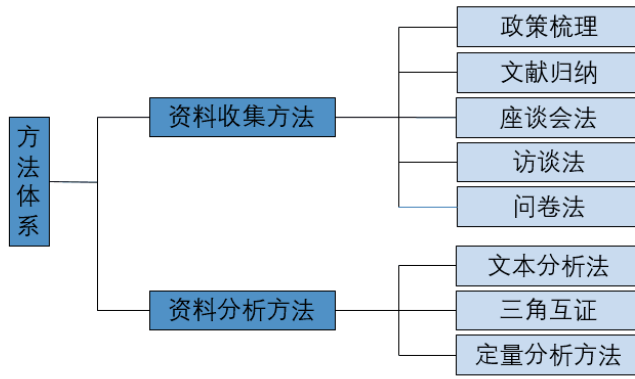 方法体系
资料收集方法
政策梳理
文献归纳
座谈会法
访谈法
问卷法
资料分析方法
文本分析法
三角互证
定量分析方法